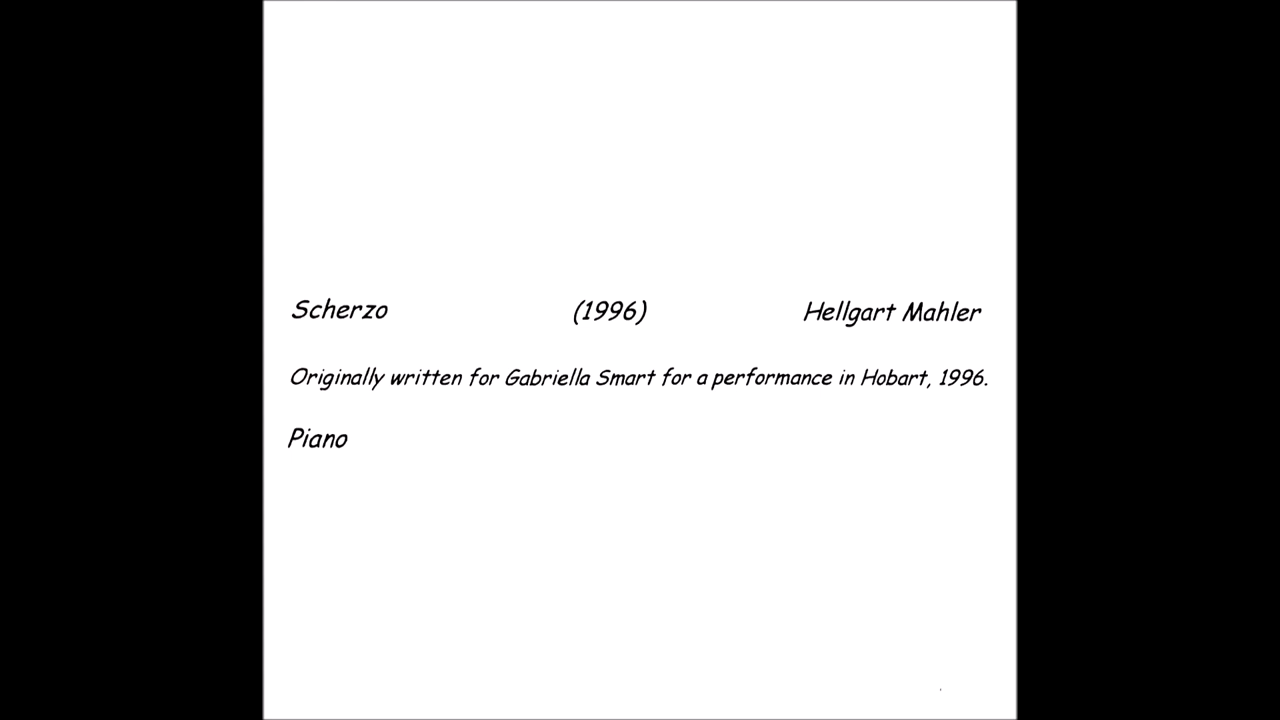 Scherzo (1996) Hellgart Mahler
Originally written for Gabriella Smart for a performance in Hobart, 1996.
Piano